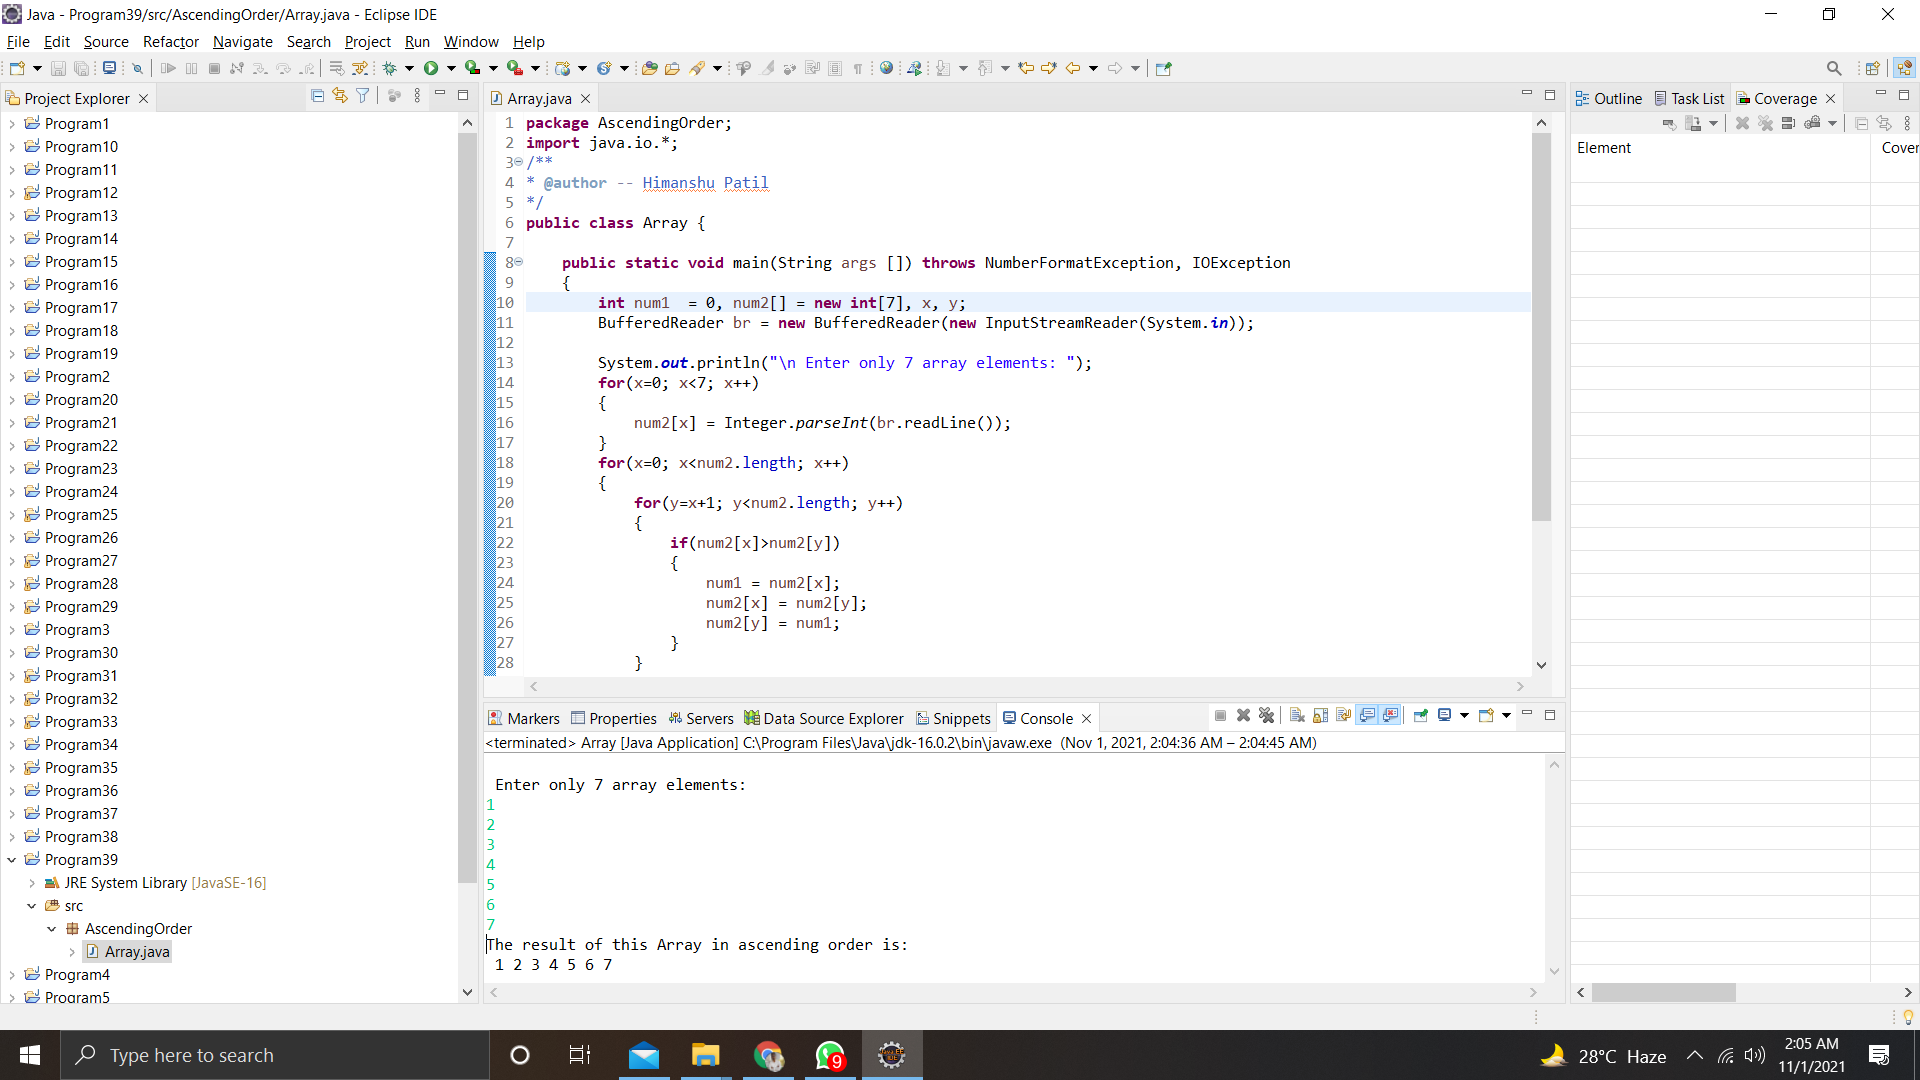 Java - Program39/src/AscendingOrder/Array.java - Eclipse IDE
File Edit Source Refactor Navigate Search Project Run Window Help
Project Explorer
Program1
Program10
Program11
Program12
Program13
Program14
Program15
Program16
Program17
Program18
Program19
Program2
Program20
Program21
Program22
Program23
Program24
Program25
Program26
Program27
Program28
Program29
Program3
Program30
Program31
Program32
Program33
Program34
Program35
Program36
Program37
Program38
Program39
JRE System Library [JavaSE-16]
src
AscendingOrder
Array.java
Program4
Program5
Array.java
1 package AscendingOrder;
2 import java.io.*;
3 /**
4 * @author -- Himanshu Patil
5 */
6 public class Array {
7
8 public static void main(String args []) throws NumberFormatException, IOException
9 {
10 int num1  = 0, num2[] = new int[7], x, y;
11 BufferedReader br = new BufferedReader(new InputStreamReader(System.in));
12
13 System.out.println("\n Enter only 7 array elements: ");
14 for(x=0; x<7; x++)
15 {
16 num2[x] = Integer.parseInt(br.readLine());
17 }
18 for(x=0; x<num2.length; x++)
19 {
20 for(y=x+1; y<num2.length; y++)
21 {
22 if(num2[x]>num2[y])
23 {
24 num1 = num2[x];
25 num2[x] = num2[y];
26 num2[y] = num1;
27 }
28 }
Markers Properties Servers Data Source Explorer Snippets Console
<terminated> Array [Java Application] C:\Program Files\Java\jdk-16.0.2\bin\javaw.exe (Nov 1, 2021, 2:04:36 AM – 2:04:45 AM)
Enter only 7 array elements:
1
2
3
4
5
6
7
The result of this Array in ascending order is:
1 2 3 4 5 6 7
Outline Task List Coverage
Element Cover
Type here to search
9
28°C Haze
2:05 AM
11/1/2021